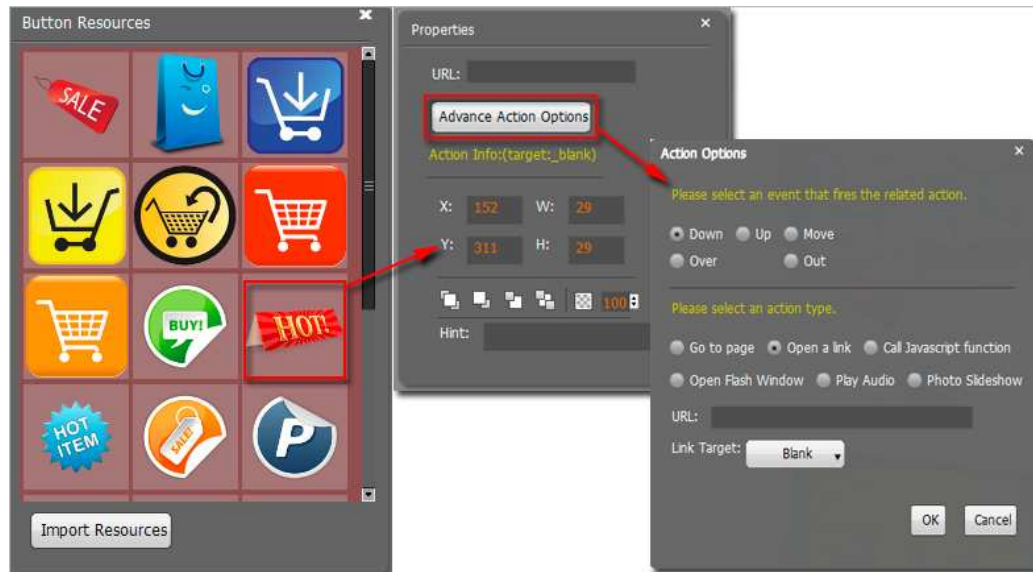 Button Resources
SALE
BUY!
HOT!
HOT
ITEM
SALE!
P
Import Resources
Properties
URL:
Advance Action Options
Action Info:(target:_blank)
X: 152 W: 29
Y: 311 H: 29
100
Hint:
Action Options
Please select an event that fires the related action.
Down Up Move
Over Out
Please select an action type.
Go to page Open a link Call Javascript function
Open Flash Window Play Audio Photo Slideshow
URL:
Link Target: Blank
OK Cancel